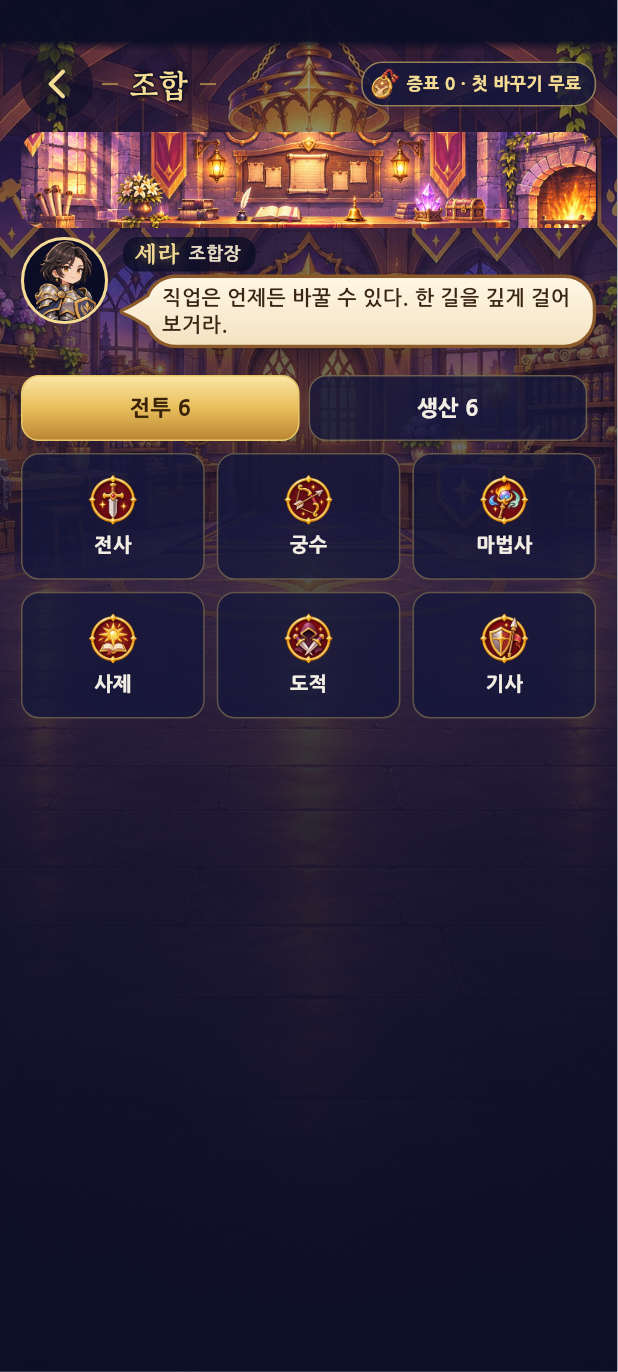 조합
증표 0 · 첫 바꾸기 무료
세라 조합장
직업은 언제든 바꿀 수 있다. 한 길을 깊게 걸어
보거라.
전투 6
생산 6
전사
궁수
마법사
사제
도적
기사